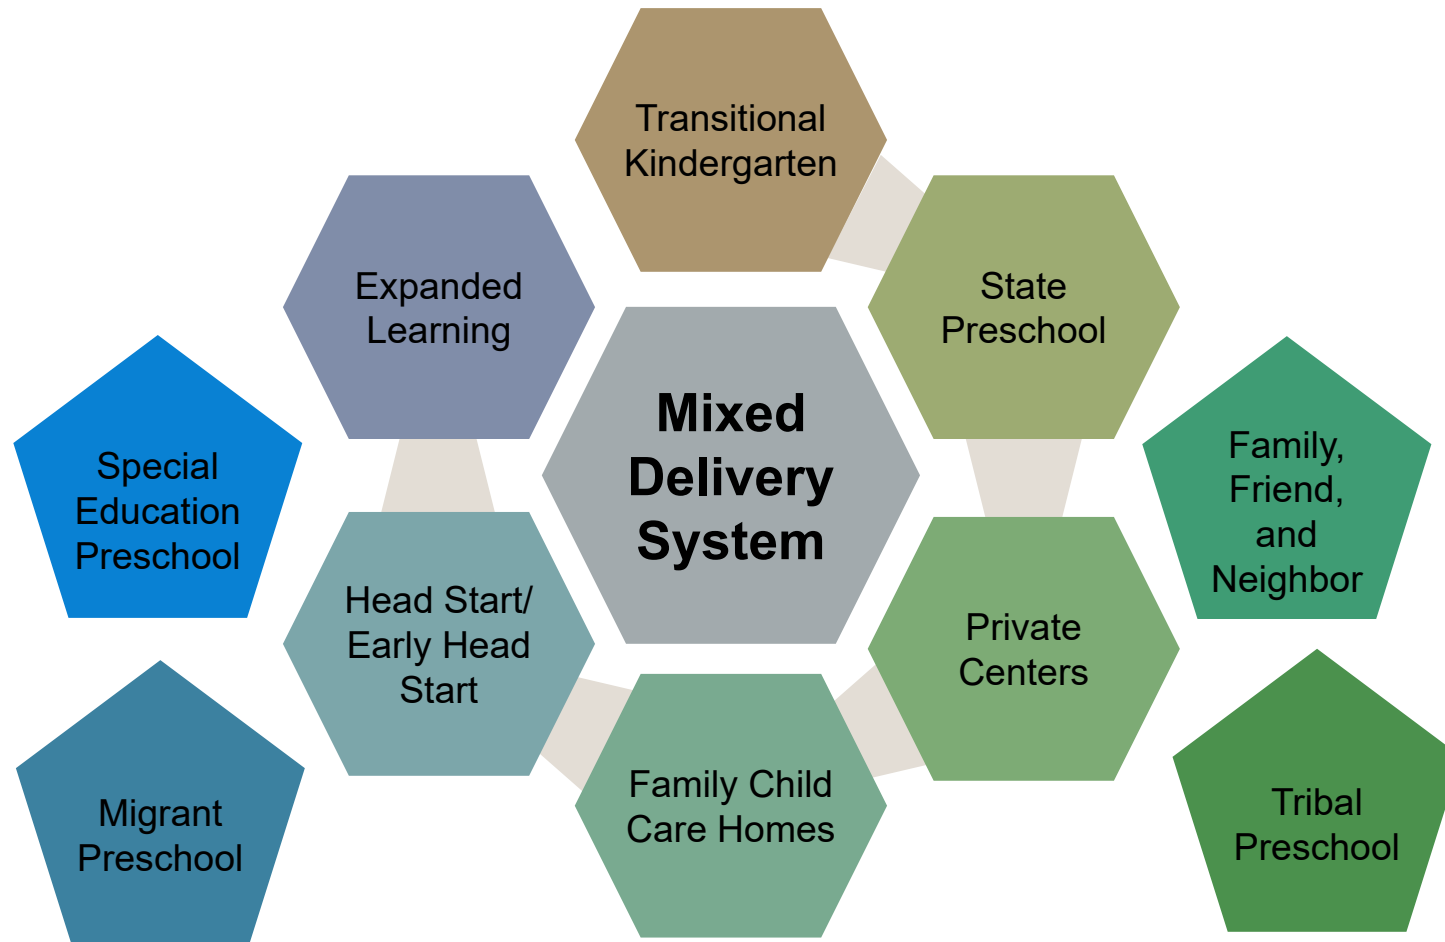 Transitional
Kindergarten
Expanded
Learning
State
Preschool
Mixed
Delivery
System
Special
Education
Preschool
Family,
Friend,
and
Neighbor
Head Start/
Early Head
Start
Private
Centers
Migrant
Preschool
Family Child
Care Homes
Tribal
Preschool